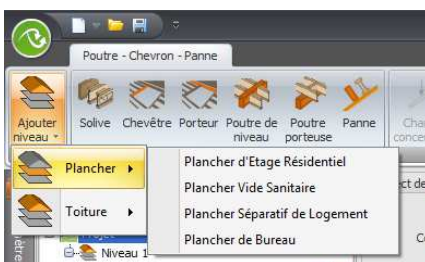 Poutre - Chevron - Panne
Ajouter niveau
Solive
Chevêtre
Porteur
Poutre de niveau
Poutre porteuse
Panne
Plancher
Toiture
Plancher d'Etage Résidentiel
Plancher Vide Sanitaire
Plancher Séparatif de Logement
Plancher de Bureau
Niveau 1